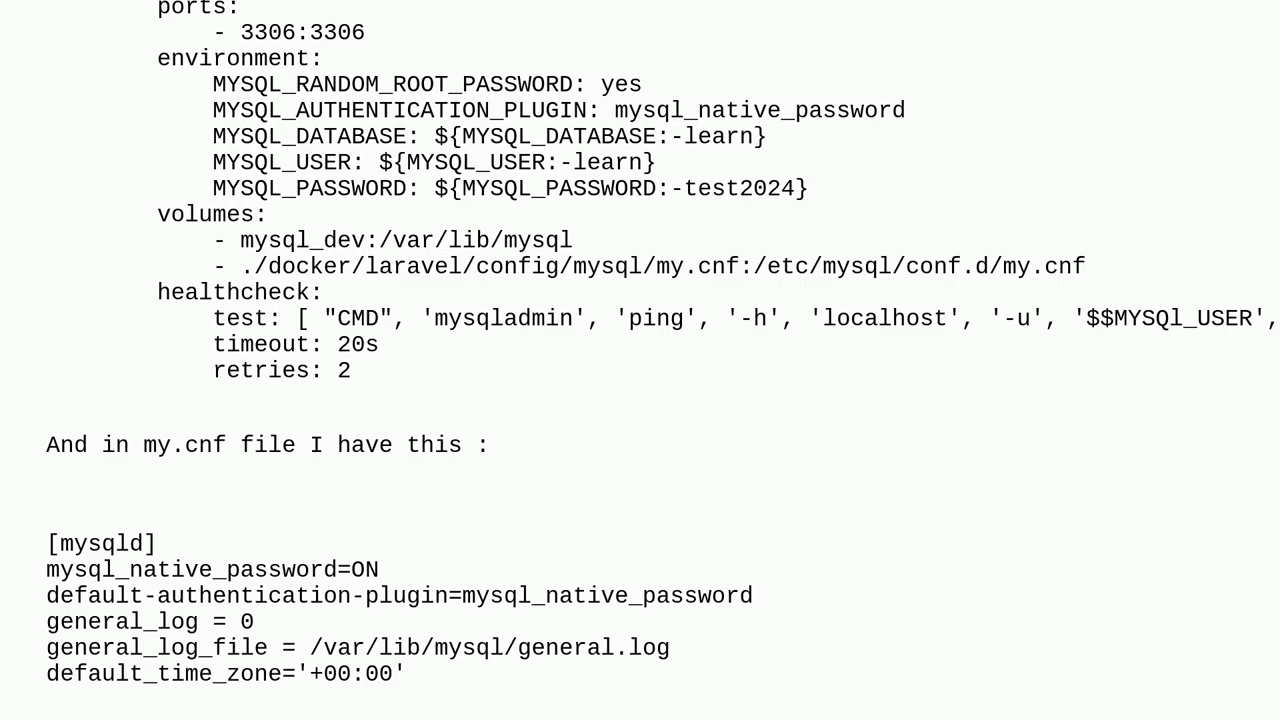 ports:
- 3306:3306
environment:
MYSQL_RANDOM_ROOT_PASSWORD: yes
MYSQL_AUTHENTICATION_PLUGIN: mysql_native_password
MYSQL_DATABASE: ${MYSQL_DATABASE:-learn}
MYSQL_USER: ${MYSQL_USER:-learn}
MYSQL_PASSWORD: ${MYSQL_PASSWORD:-test2024}
volumes:
- mysql_dev:/var/lib/mysql
- ./docker/laravel/config/mysql/my.cnf:/etc/mysql/conf.d/my.cnf
healthcheck:
test: [ "CMD", 'mysqladmin', 'ping', '-h', 'localhost', '-u', '$$MYSQl_USER',
timeout: 20s
retries: 2
And in my.cnf file I have this :
[mysqld]
mysql_native_password=ON
default-authentication-plugin=mysql_native_password
general_log = 0
general_log_file = /var/lib/mysql/general.log
default_time_zone='+00:00'